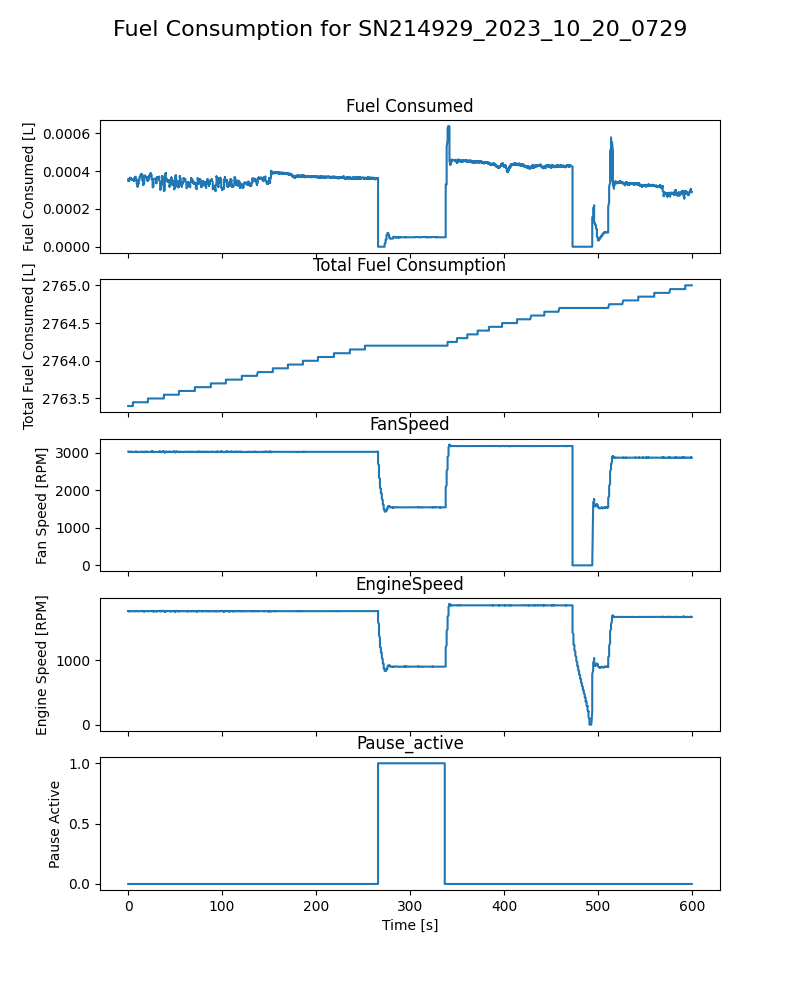 Fuel Consumption for SN214929_2023_10_20_0729
Fuel Consumed
Fuel Consumed [L]
0.0006
0.0004
0.0002
0.0000
Total Fuel Consumption
Total Fuel Consumed [L]
2765.0
2764.5
2764.0
2763.5
FanSpeed
Fan Speed [RPM]
3000
2000
1000
0
EngineSpeed
Engine Speed [RPM]
1000
0
Pause_active
Pause Active
1.0
0.5
0.0
0 100 200 300 400 500 600
Time [s]